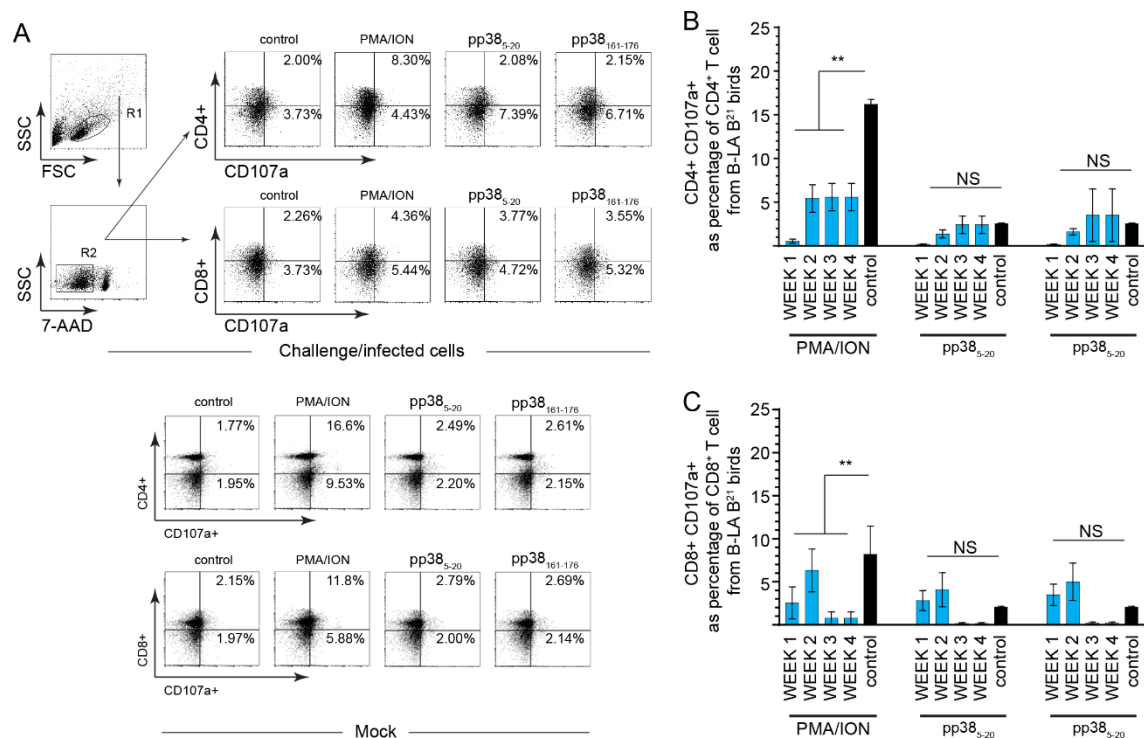 A
SSC
FSC
R1
SSC
R2
7-AAD
control
PMA/ION
pp38 5-20
pp38 161-176
CD4+
2.00%
8.30%
2.08%
2.15%
3.73%
4.43%
7.39%
6.71%
CD107a
CD8+
2.26%
4.36%
3.77%
3.55%
3.73%
5.44%
4.72%
5.32%
CD107a
Challenge/infected cells
control
PMA/ION
pp38 5-20
pp38 161-176
CD4+
1.77%
16.6%
2.49%
2.61%
1.95%
9.53%
2.20%
2.15%
CD107a+
control
PMA/ION
pp38 5-20
pp38 161-176
CD8+
2.15%
11.8%
2.79%
2.69%
1.97%
5.88%
2.00%
2.14%
CD107a+
Mock
B
CD4+ CD107a+
as percentage of CD4+ T cell
from B-LA B21 birds
25
20
15
10
5
**
NS
NS
WEEK 1
WEEK 2
WEEK 3
WEEK 4
control
WEEK 1
WEEK 2
WEEK 3
WEEK 4
control
WEEK 1
WEEK 2
WEEK 3
WEEK 4
control
PMA/ION
pp38 5-20
pp38 5-20
C
CD8+ CD107a+
as percentage of CD8+ T cell
from B-LA B21 birds
25
20
15
10
5
**
NS
NS
WEEK 1
WEEK 2
WEEK 3
WEEK 4
control
WEEK 1
WEEK 2
WEEK 3
WEEK 4
control
WEEK 1
WEEK 2
WEEK 3
WEEK 4
control
PMA/ION
pp38 5-20
pp38 5-20